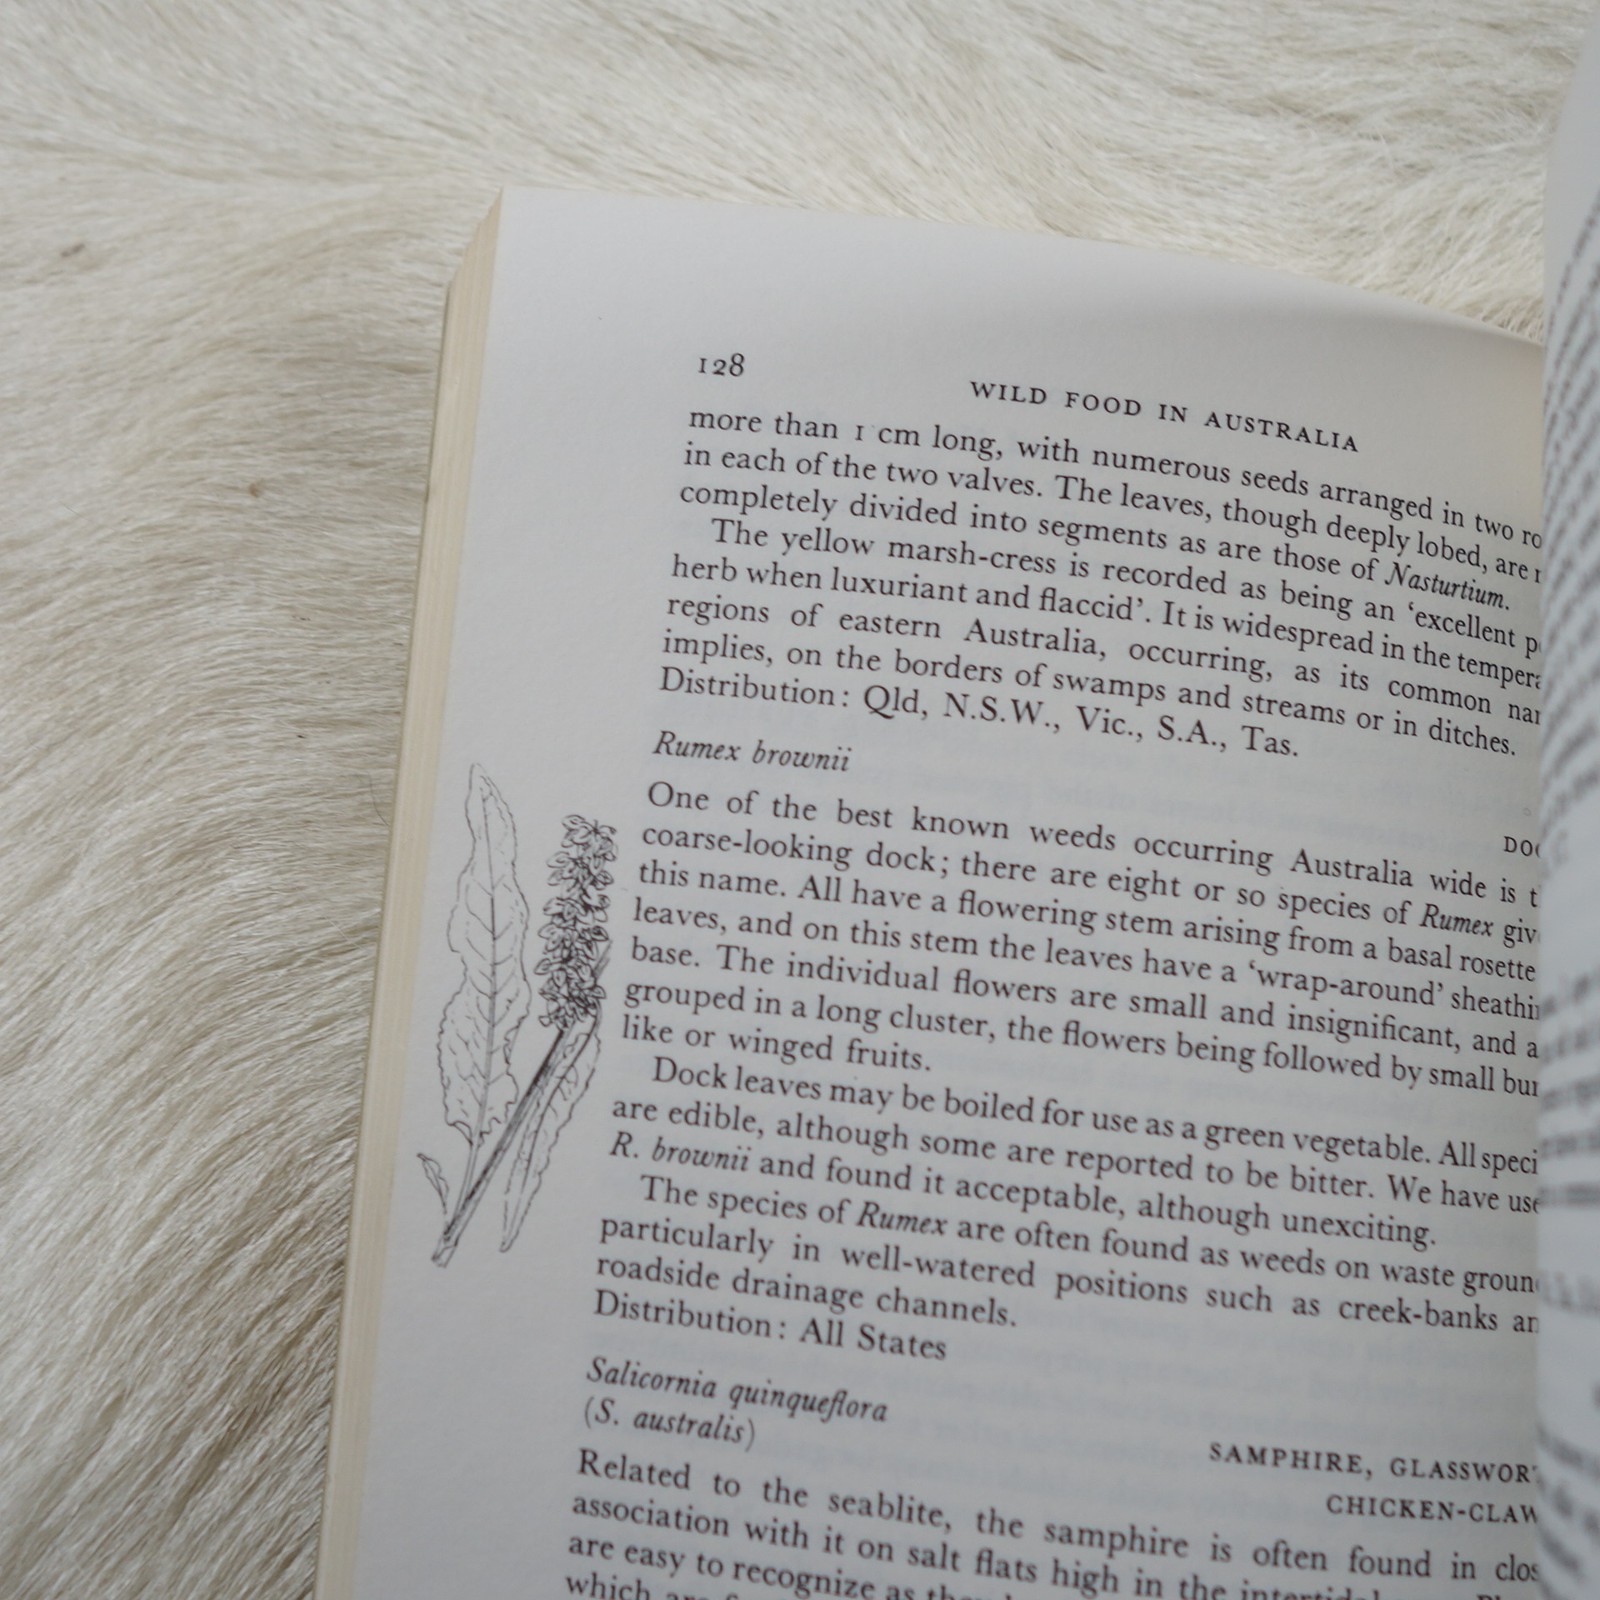 128
WILD FOOD IN AUSTRALIA
more than 1 cm long, with numerous seeds arranged in two
in each of the two valves. The leaves, though deeply lobed, are
completely divided into segments as are those of Nasturtium.
The yellow marsh-cress is recorded as being an ‘excellent
herb when luxuriant and flaccid’. It is widespread in the
regions of eastern Australia, occurring, as its common
implies, on the borders of swamps and streams or in ditches.
Distribution: Qld, N.S.W., Vic., S.A., Tas.
Rumex brownii
One of the best known weeds occurring Australia wide is
coarse-looking dock; there are eight or so species of Rumex
this name. All have a flowering stem arising from a basal rosette
leaves, and on this stem the leaves have a ‘wrap-around’
base. The individual flowers are small and insignificant, and
grouped in a long cluster, the flowers being followed by small
like or winged fruits.
Dock leaves may be boiled for use as a green vegetable. All
are edible, although some are reported to be bitter. We have
R. brownii and found it acceptable, although unexciting.
The species of Rumex are often found as weeds on waste
particularly in well-watered positions such as creek-banks
roadside drainage channels.
Distribution: All States
Salicornia quinqueflora
(S. australis)
SAMPHIRE,
Related to the seablite, the samphire is often found in
association with it on salt flats high in the
are easy to recognize as
which